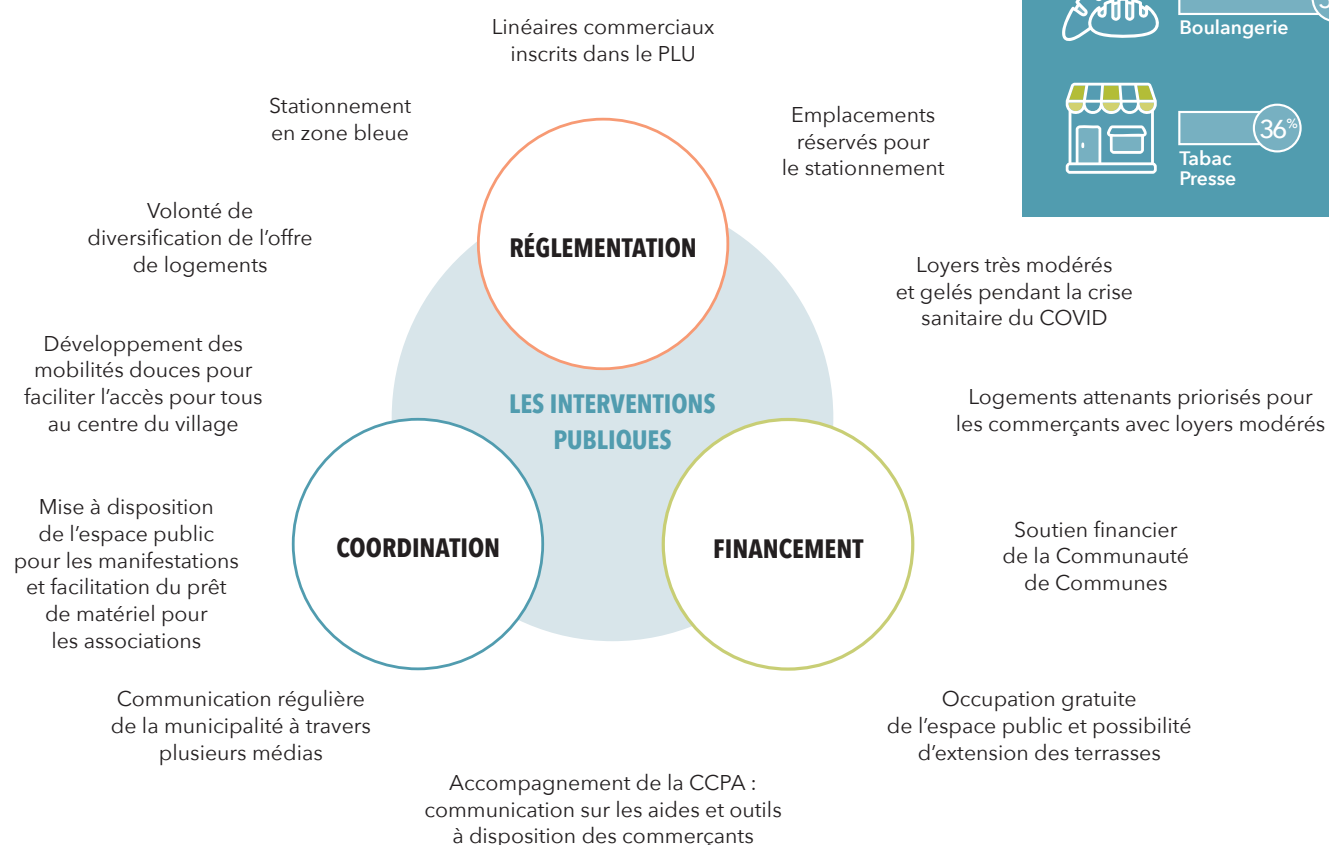 Linéaires commerciaux
inscrits dans le PLU
Stationnement
en zone bleue
Emplacements
réservés pour
le stationnement
Boulangerie
36%
Tabac
Presse
Volonté de
diversification de l’offre
de logements
RÉGLEMENTATION
Loyers très modérés
et gelés pendant la crise
sanitaire du COVID
Développement des
mobilités douces pour
faciliter l’accès pour tous
au centre du village
LES INTERVENTIONS
PUBLIQUES
Logements attenants priorisés pour
les commerçants avec loyers modérés
Mise à disposition
de l’espace public
pour les manifestations
et facilitation du prêt
de matériel pour
les associations
COORDINATION
FINANCEMENT
Soutien financier
de la Communauté
de Communes
Communication régulière
de la municipalité à travers
plusieurs médias
Occupation gratuite
de l’espace public et possibilité
d’extension des terrasses
Accompagnement de la CCPA :
communication sur les aides et outils
à disposition des commerçants